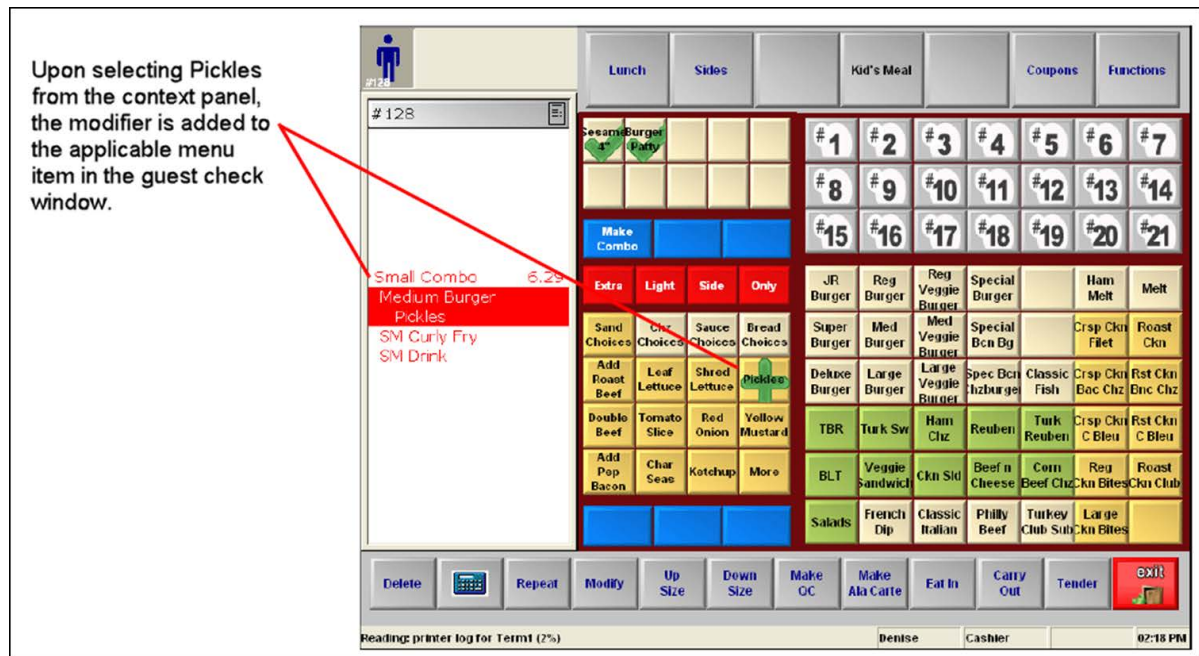 Upon selecting Pickles
from the context panel,
the modifier is added to
the applicable menu
item in the guest check
window.
#128
Lunch Sides Kid's Meal Coupons Functions
#128
Sesame Burger
4" Patty
#1 #2 #3 #4 #5 #6 #7
#8 #9 #10 #11 #12 #13 #14
#15 #16 #17 #18 #19 #20 #21
Make
Combo
Small Combo 6.29
Medium Burger
Pickles
SM Curly Fry
SM Drink
Extra Light Side Only
Sand Chz Sauce Bread
Choices Choices Choices Choices
Add
Roast
Beef
Leaf
Lettuce
Shred
Lettuce
Pickles
Double
Beef
Tomato
Slice
Red
Onion
Yellow
Mustard
Add
Pep
Bacon
Char
Seas
Ketchup
More
JR
Burger
Reg
Burger
Reg
Veggie
Burger
Special
Burger
Ham
Melt
Melt
Super
Burger
Med
Burger
Med
Veggie
Burger
Special
Bcn Bg
Crsp Ckn
Filet
Roast
Ckn
Deluxe
Burger
Large
Burger
Large
Veggie
Burger
Spec Bcn
Chzburger
Classic
Fish
Crsp Ckn
Bac Chz
Rst Ckn
Bnc Chz
TBR
Turk Sw
Ham
Chz
Reuben
Turk
Reuben
Crsp Ckn
C Bleu
Rst Ckn
C Bleu
BLT
Veggie
Sandwich
Ckn Sld
Beef n
Cheese
Corn
Beef Chz
Reg
Ckn Bites
Roast
Ckn Club
Salads
French
Dip
Classic
Italian
Philly
Beef
Turkey
Club Sub
Large
Ckn Bites
Delete
Repeat
Modify
Up
Size
Down
Size
Make
QC
Make
Ala Carte
Eat In
Carry
Out
Tender
exit
Reading: printer log for Term1 (2%) Denise Cashier 02:18 PM